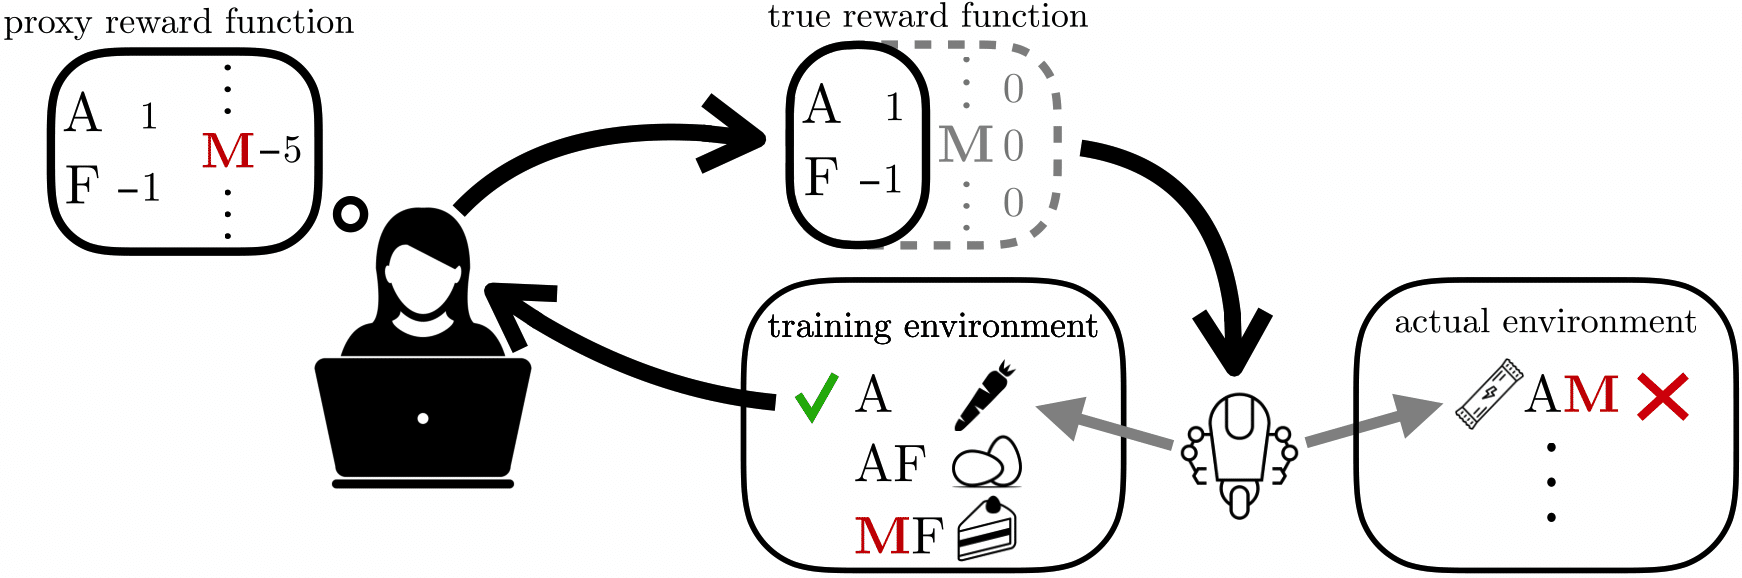 proxy reward function
A 1
M -5
F -1
true reward function
A 1
F -1
0
M 0
0
training environment
✓ A
AF
MF
actual environment
AM ✗